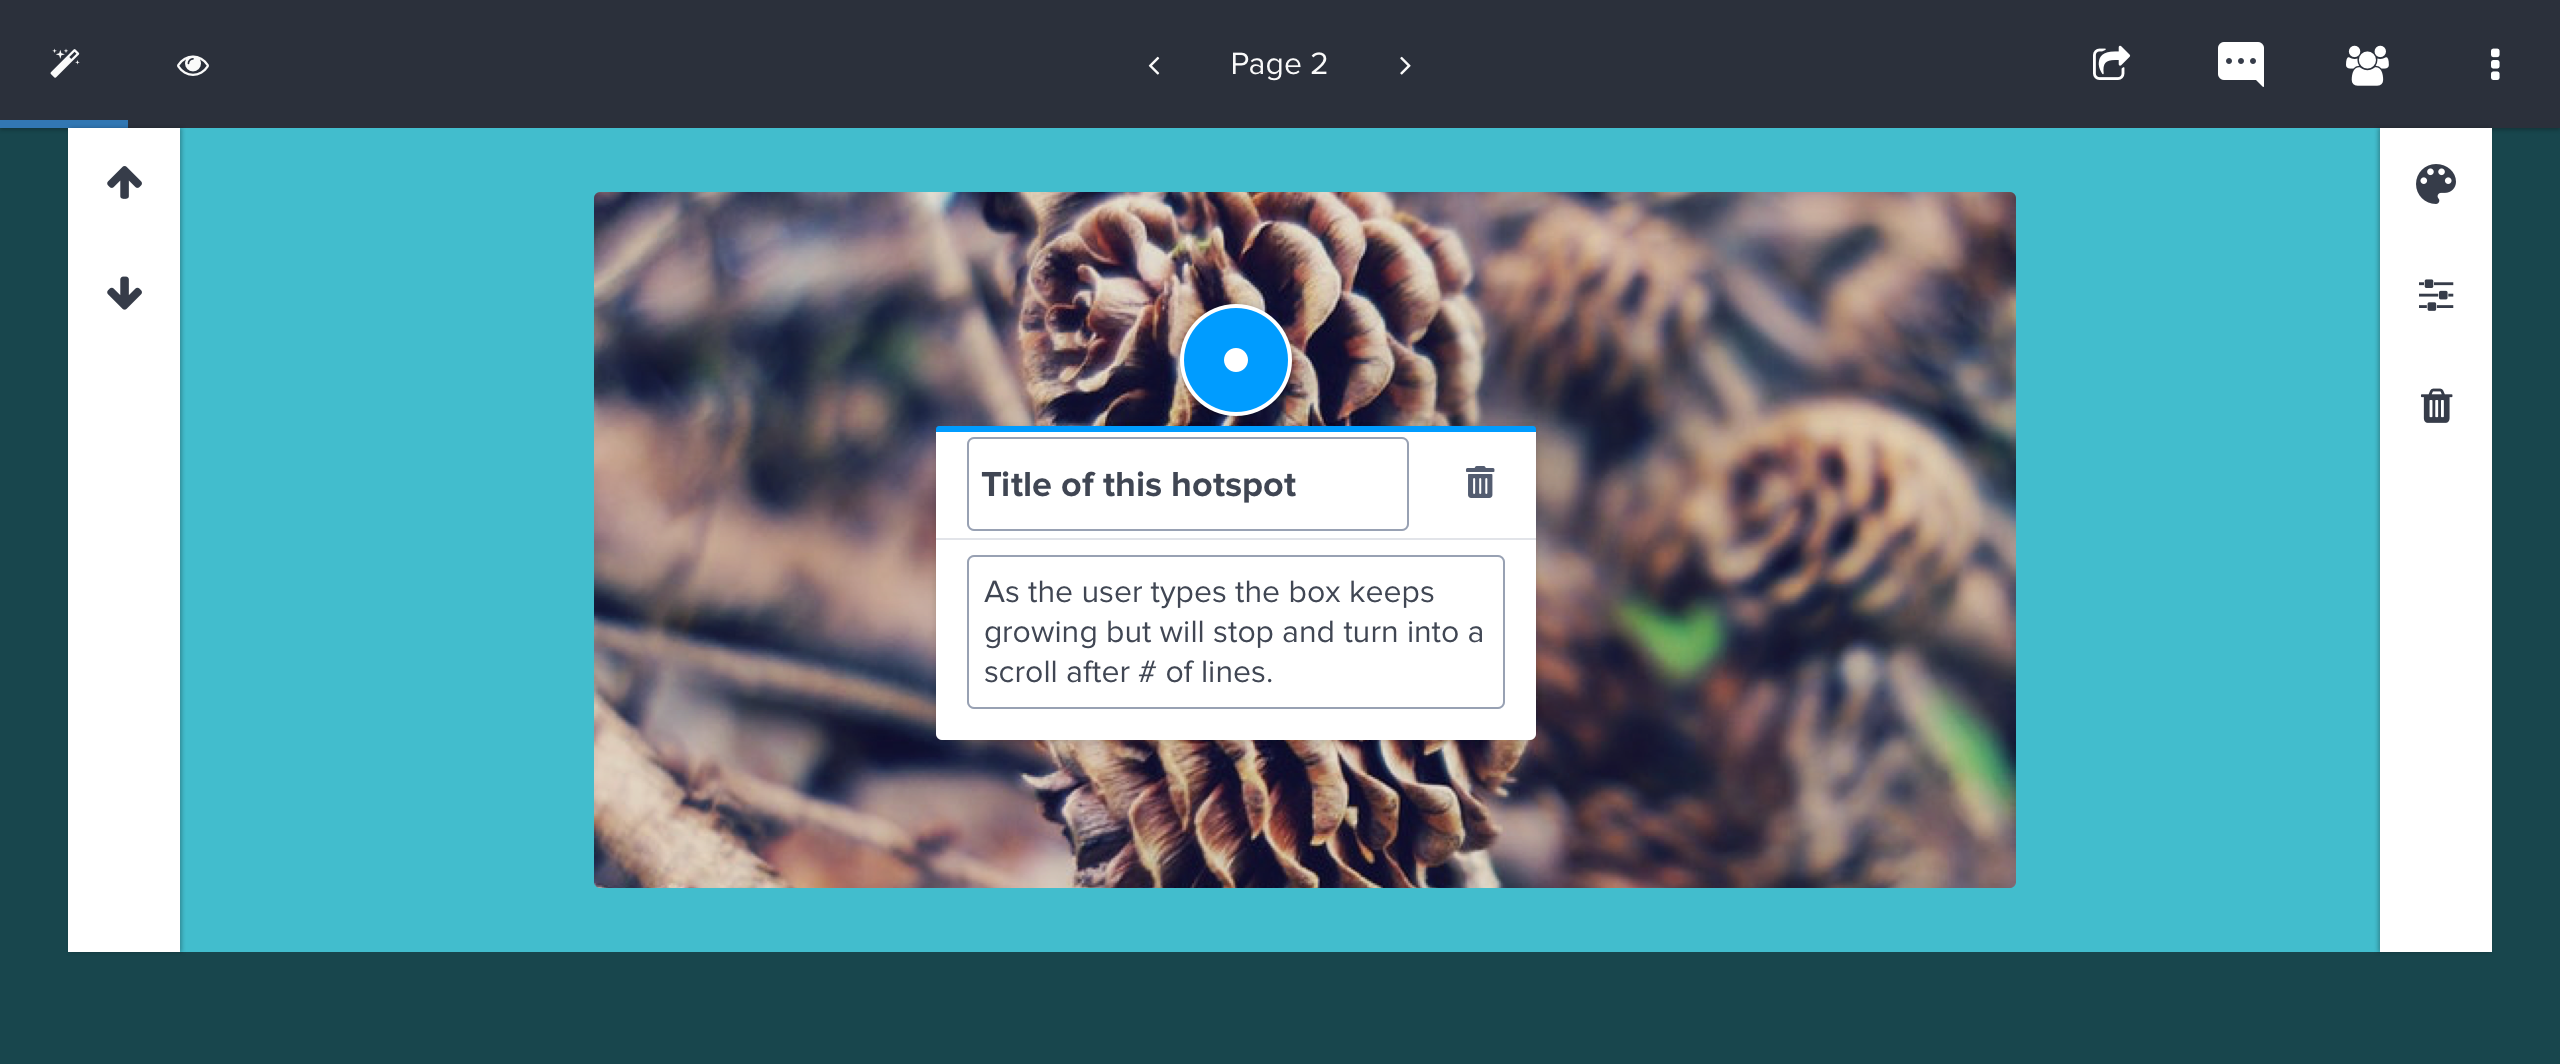 Page 2
Title of this hotspot
As the user types the box keeps
growing but will stop and turn into a
scroll after # of lines.